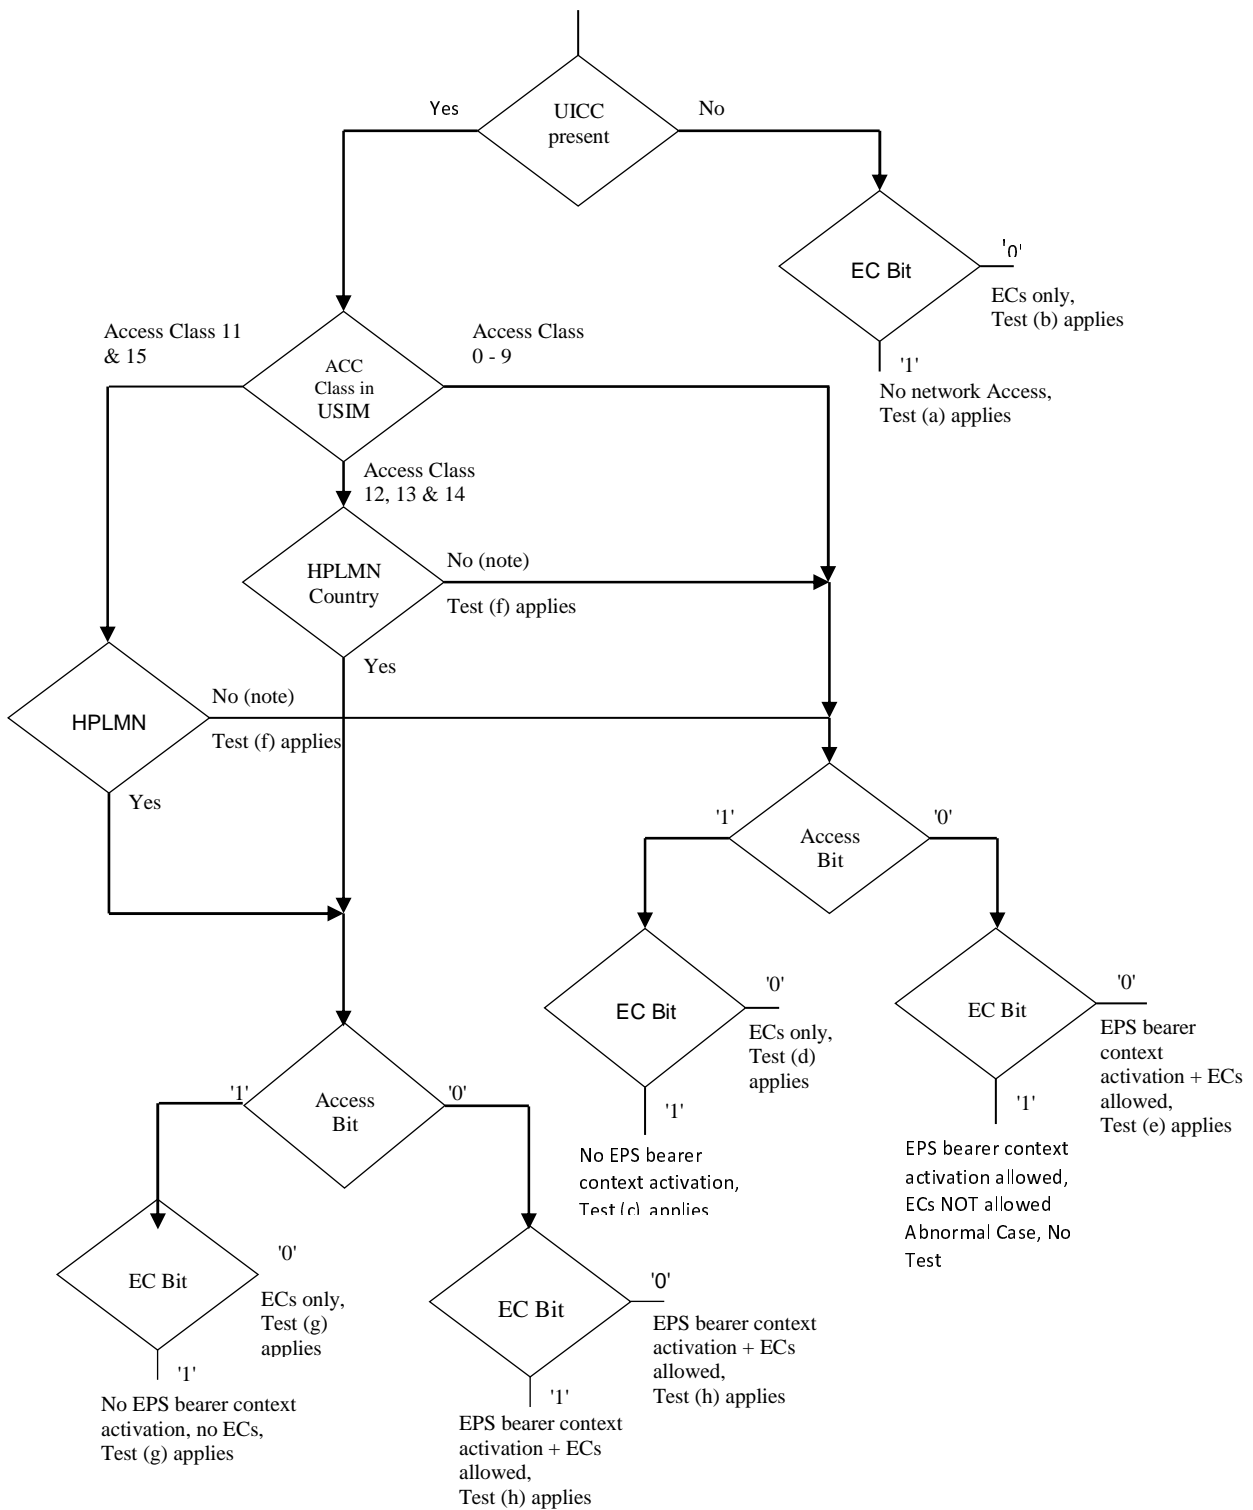 UICC
present
Yes
No
EC Bit
'0'
ECs only,
Test (b) applies
'1'
No network Access,
Test (a) applies
Access Class 11
& 15
ACC
Class in
USIM
Access Class
0 - 9
Access Class
12, 13 & 14
HPLMN
Country
No (note)
Test (f) applies
Yes
HPLMN
No (note)
Test (f) applies
Yes
'1'
Access
Bit
'0'
EC Bit
'0'
ECs only,
Test (d)
applies
'1'
No EPS bearer
context activation,
Test (c) applies
EC Bit
'0'
EPS bearer
context
activation + ECs
allowed,
Test (e) applies
'1'
EPS bearer context
activation allowed,
ECs NOT allowed
Abnormal Case, No
Test
'1'
Access
Bit
'0'
EC Bit
'0'
ECs only,
Test (g)
applies
'1'
No EPS bearer context
activation, no ECs,
Test (g) applies
EC Bit
'0'
EPS bearer context
activation + ECs
allowed,
Test (h) applies
'1'
EPS bearer context
activation + ECs
allowed,
Test (h) applies